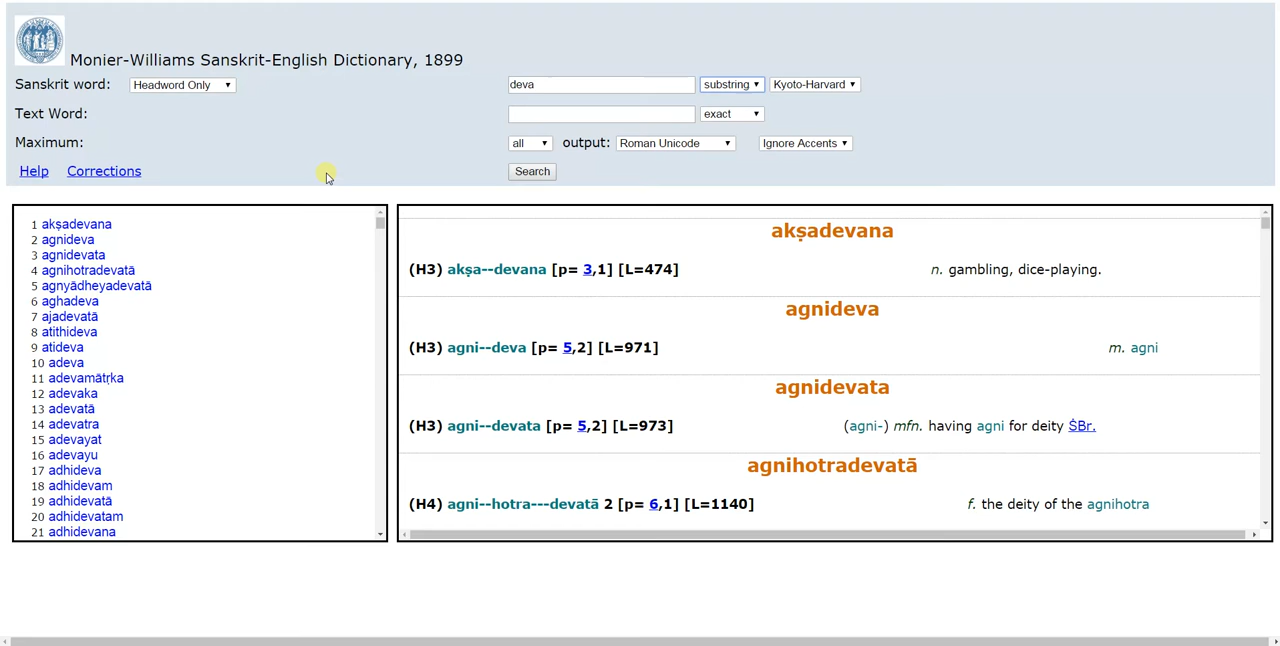 Monier-Williams Sanskrit-English Dictionary, 1899
Sanskrit word: Headword Only deva substring Kyoto-Harvard
Text Word: exact
Maximum: all output: Roman Unicode Ignore Accents
Help Corrections Search
1 akṣadevana
2 agnideva
3 agnidevata
4 agnihotradevatā
5 agnyādheyadevatā
6 aghadeva
7 ajadevatā
8 atithideva
9 atideva
10 adeva
11 adevamātṛka
12 adevaka
13 adevatā
14 adevatra
15 adevayat
16 adevayu
17 adhideva
18 adhidevam
19 adhidevatā
20 adhidevatam
21 adhidevana
akṣadevana
(H3) akṣa--devana [p= 3,1] [L=474] n. gambling, dice-playing.
agnideva
(H3) agni--deva [p= 5,2] [L=971] m. agni
agnidevata
(H3) agni--devata [p= 5,2] [L=973] (agni-) mfn. having agni for deity ŠBr.
agnihotradevatā
(H4) agni--hotra---devatā 2 [p= 6,1] [L=1140] f. the deity of the agnihotra